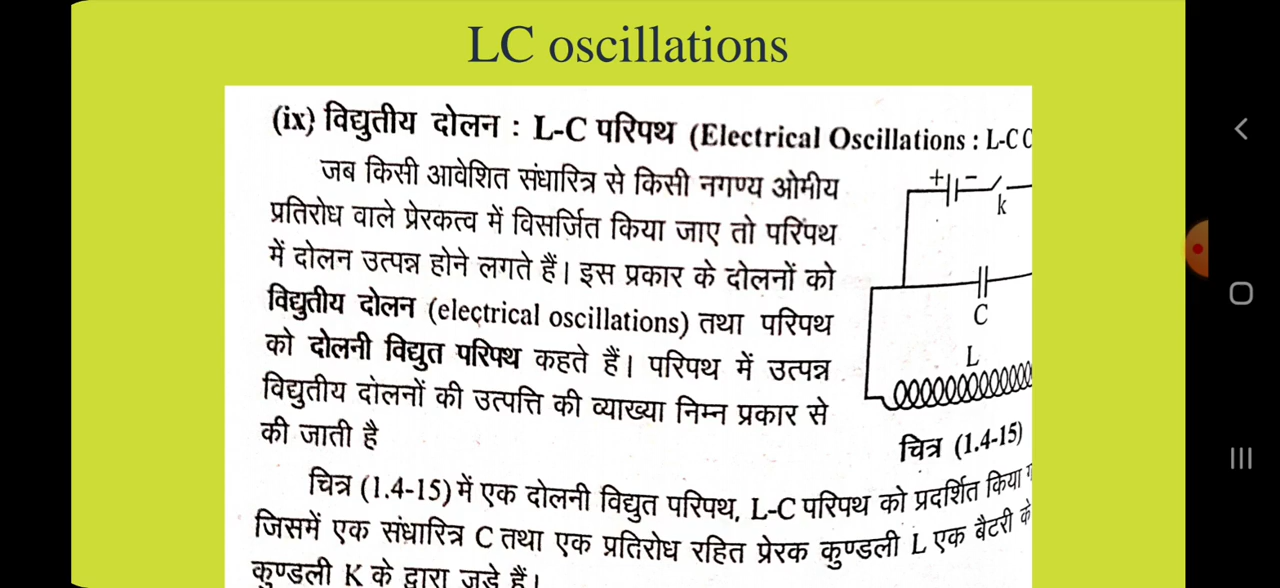 LC oscillations
(ix) विद्युतीय दोलन : L-C परिपथ (Electrical Oscillations : L-C C
जब किसी आवेशित संधारित्र से किसी नगण्य ओमीय
प्रतिरोध वाले प्रेरकत्व में विसर्जित किया जाए तो परिपथ
में दोलन उत्पन्न होने लगते हैं। इस प्रकार के दोलनों को
विद्युतीय दोलन (electrical oscillations) तथा परिपथ
को दोलनी विद्युत परिपथ कहते हैं। परिपथ में उत्पन्न
विद्युतीय दोलनों की उत्पत्ति की व्याख्या निम्न प्रकार से
की जाती है
+ -
k
C
L
चित्र (1.4-15)
चित्र (1.4-15) में एक दोलनी विद्युत परिपथ, L-C परिपथ को प्रदर्शित किया
जिसमें एक संधारित्र C तथा एक प्रतिरोध रहित प्रेरक कुण्डली L एक बैटरी के
कुण्डली K के द्वारा जुड़े हैं।